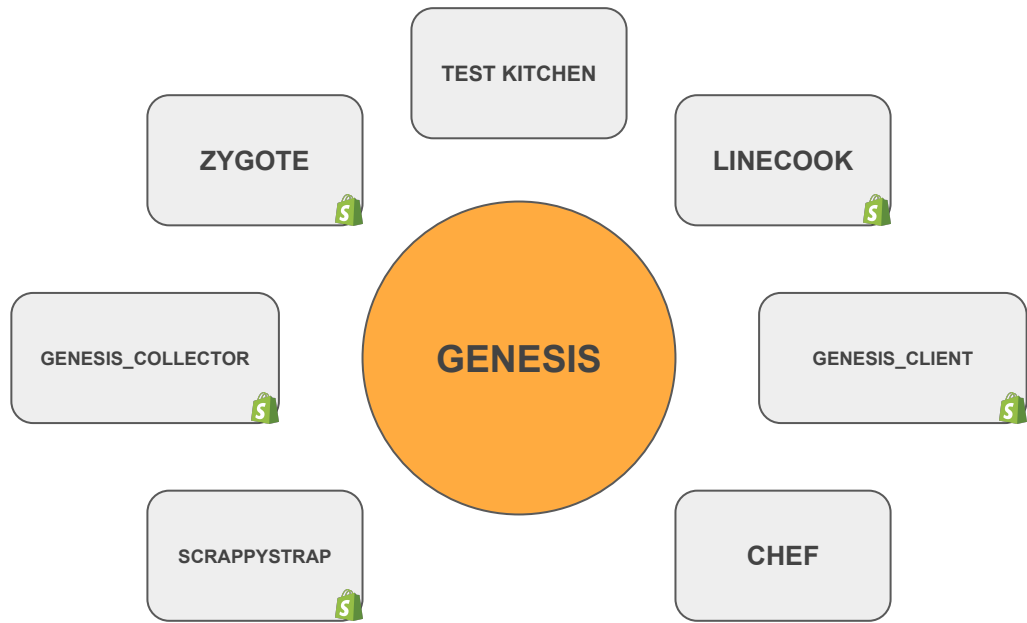 TEST KITCHEN
ZYGOTE
LINECOOK
GENESIS
GENESIS_COLLECTOR
GENESIS_CLIENT
SCRAPPYSTRAP
CHEF